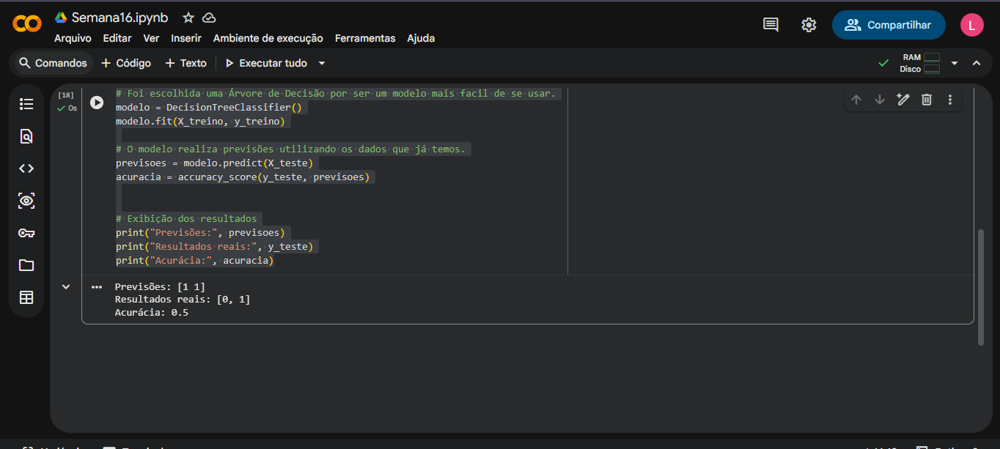 Semana16.ipynb
Arquivo Editar Ver Inserir Ambiente de execução Ferramentas Ajuda
Compartilhar
L
Comandos + Código + Texto Executar tudo
RAM
Disco
[18]
0s
# Foi escolhida uma Árvore de Decisão por ser um modelo mais facil de se usar.
modelo = DecisionTreeClassifier()
modelo.fit(X_treino, y_treino)
# O modelo realiza previsões utilizando os dados que já temos.
previsoes = modelo.predict(X_teste)
acuracia = accuracy_score(y_teste, previsoes)
# Exibição dos resultados
print("Previsões:", previsoes)
print("Resultados reais:", y_teste)
print("Acurácia:", acuracia)
Previsões: [1 1]
Resultados reais: [0, 1]
Acurácia: 0.5